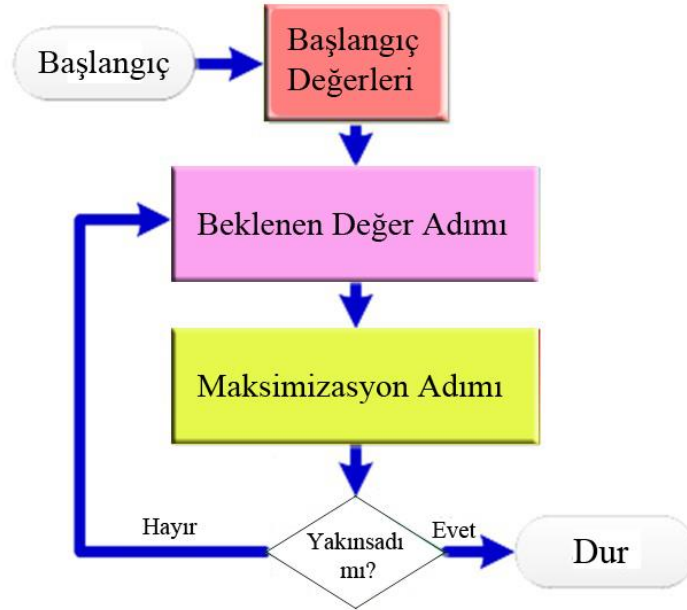 Başlangıç
Başlangıç
Değerleri
Beklenen Değer Adımı
Maksimizasyon Adımı
Hayır
Yakınsadı
mı?
Evet
Dur